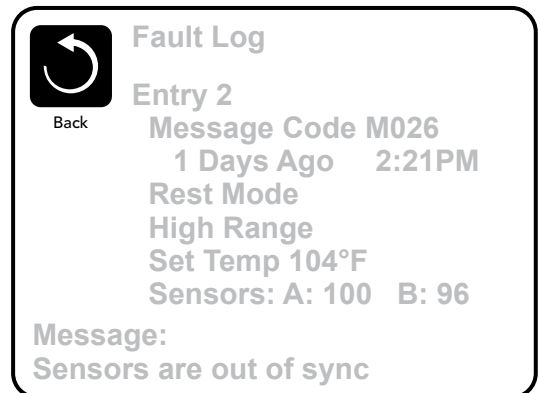 Fault Log
Back
Entry 2
Message Code M026
1 Days Ago 2:21PM
Rest Mode
High Range
Set Temp 104°F
Sensors: A: 100 B: 96
Message:
Sensors are out of sync